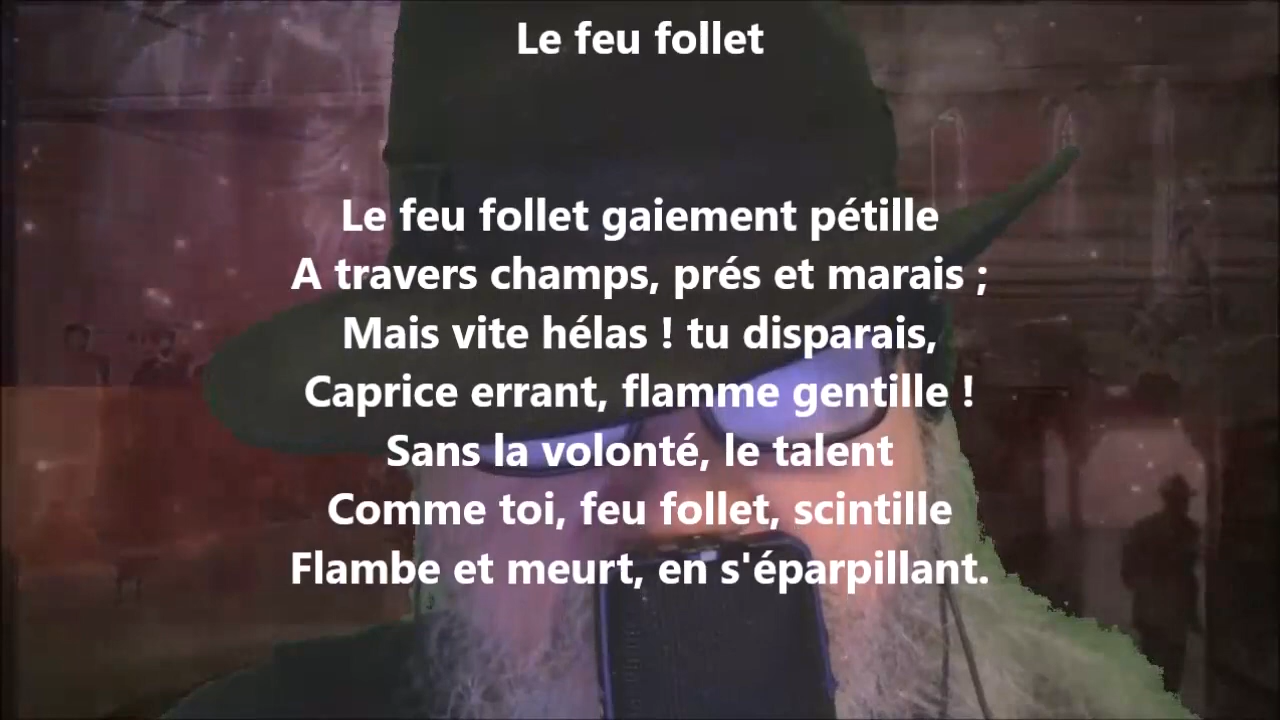 Le feu follet
Le feu follet gaiement pétille
A travers champs, prés et marais ;
Mais vite hélas ! tu disparais,
Caprice errant, flamme gentille !
Sans la volonté, le talent
Comme toi, feu follet, scintille
Flambe et meurt, en s'éparpillant.